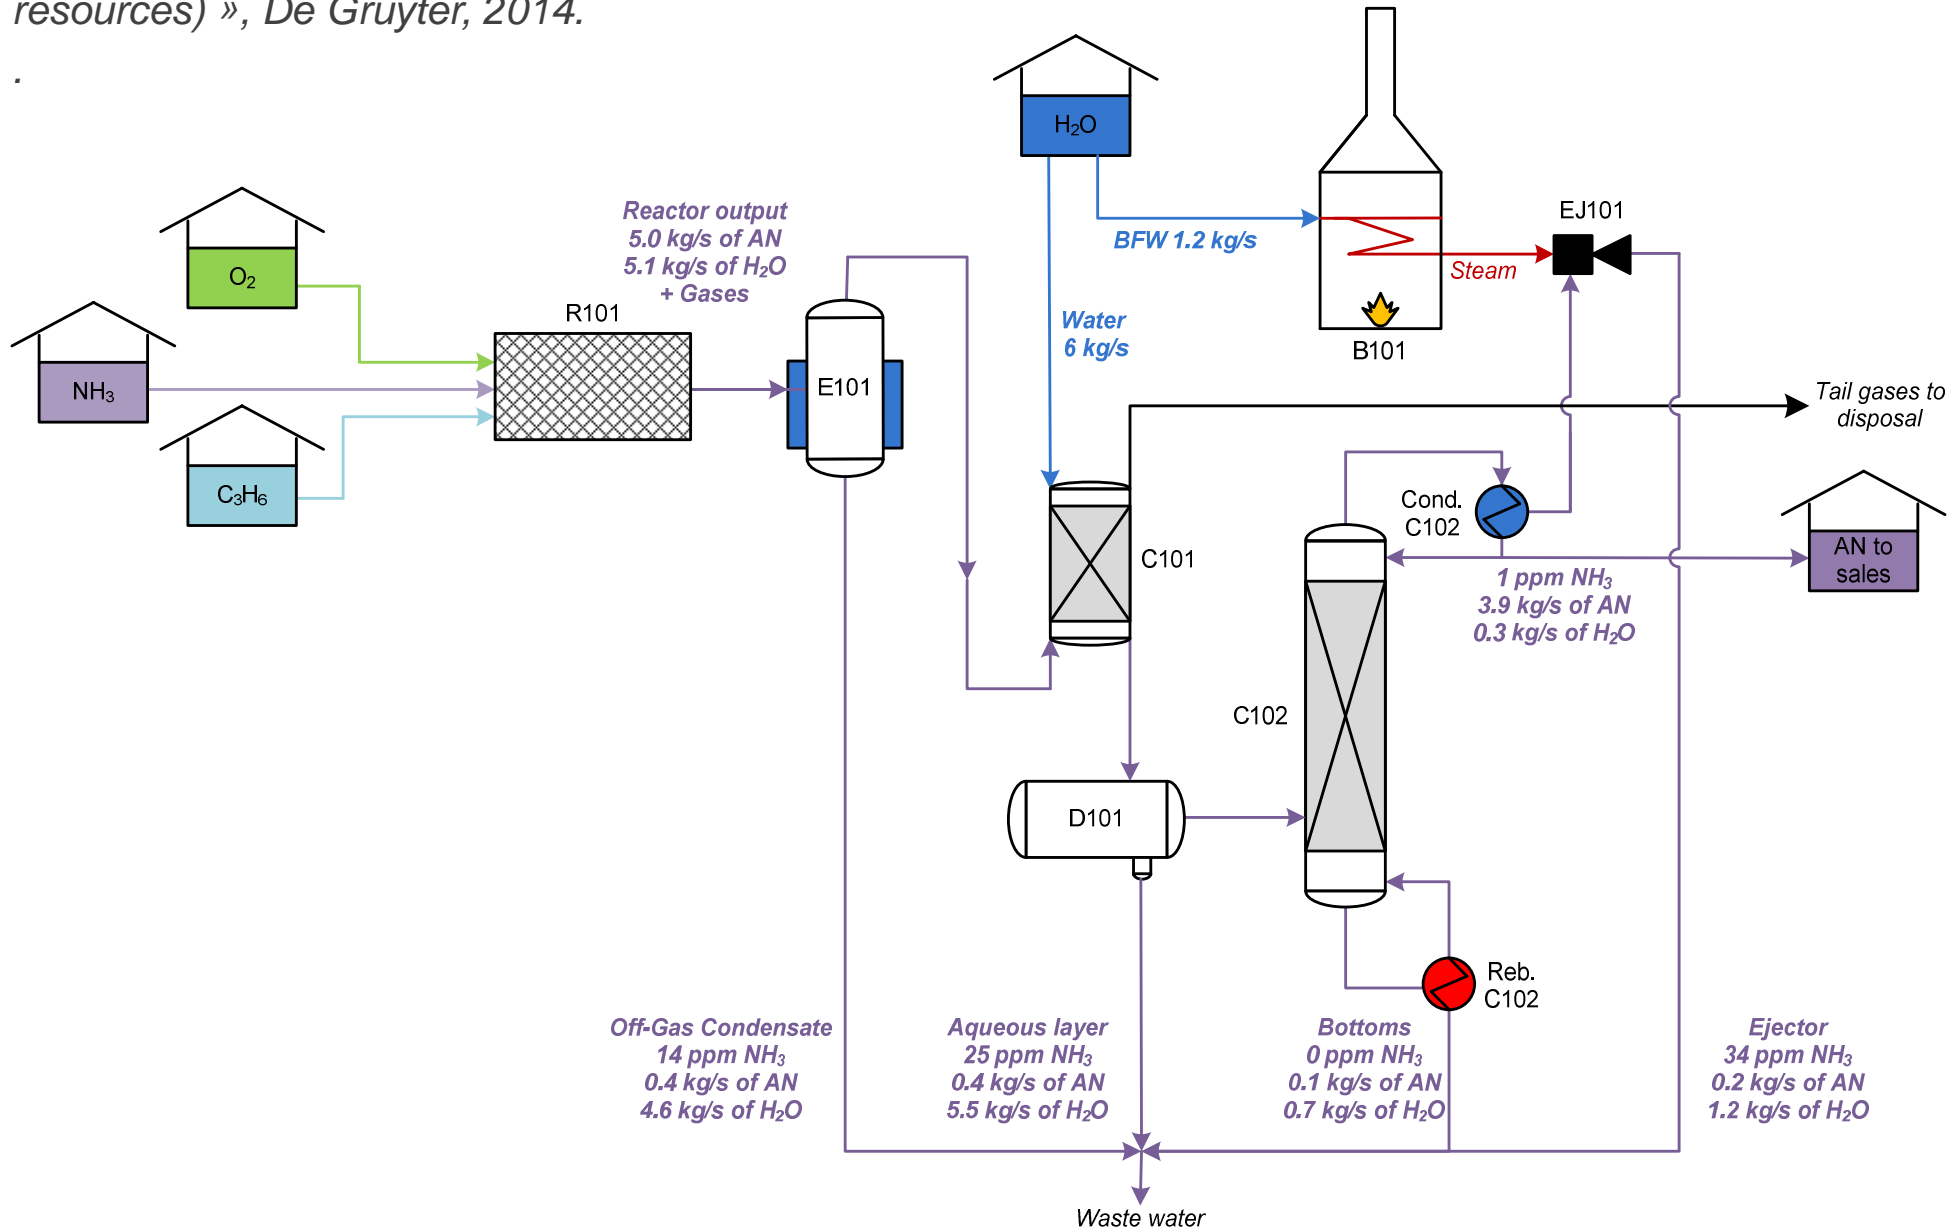 resources) », De Gruyter, 2014.
.
H₂O
EJ101
BFW 1.2 kg/s
Steam
B101
Reactor output
5.0 kg/s of AN
5.1 kg/s of H₂O
+ Gases
O₂
R101
NH₃
C₃H₆
E101
Water
6 kg/s
Tail gases to
disposal
Cond.
C102
C101
AN to
sales
1 ppm NH₃
3.9 kg/s of AN
0.3 kg/s of H₂O
C102
D101
Reb.
C102
Off-Gas Condensate
14 ppm NH₃
0.4 kg/s of AN
4.6 kg/s of H₂O
Aqueous layer
25 ppm NH₃
0.4 kg/s of AN
5.5 kg/s of H₂O
Bottoms
0 ppm NH₃
0.1 kg/s of AN
0.7 kg/s of H₂O
Ejector
34 ppm NH₃
0.2 kg/s of AN
1.2 kg/s of H₂O
Waste water